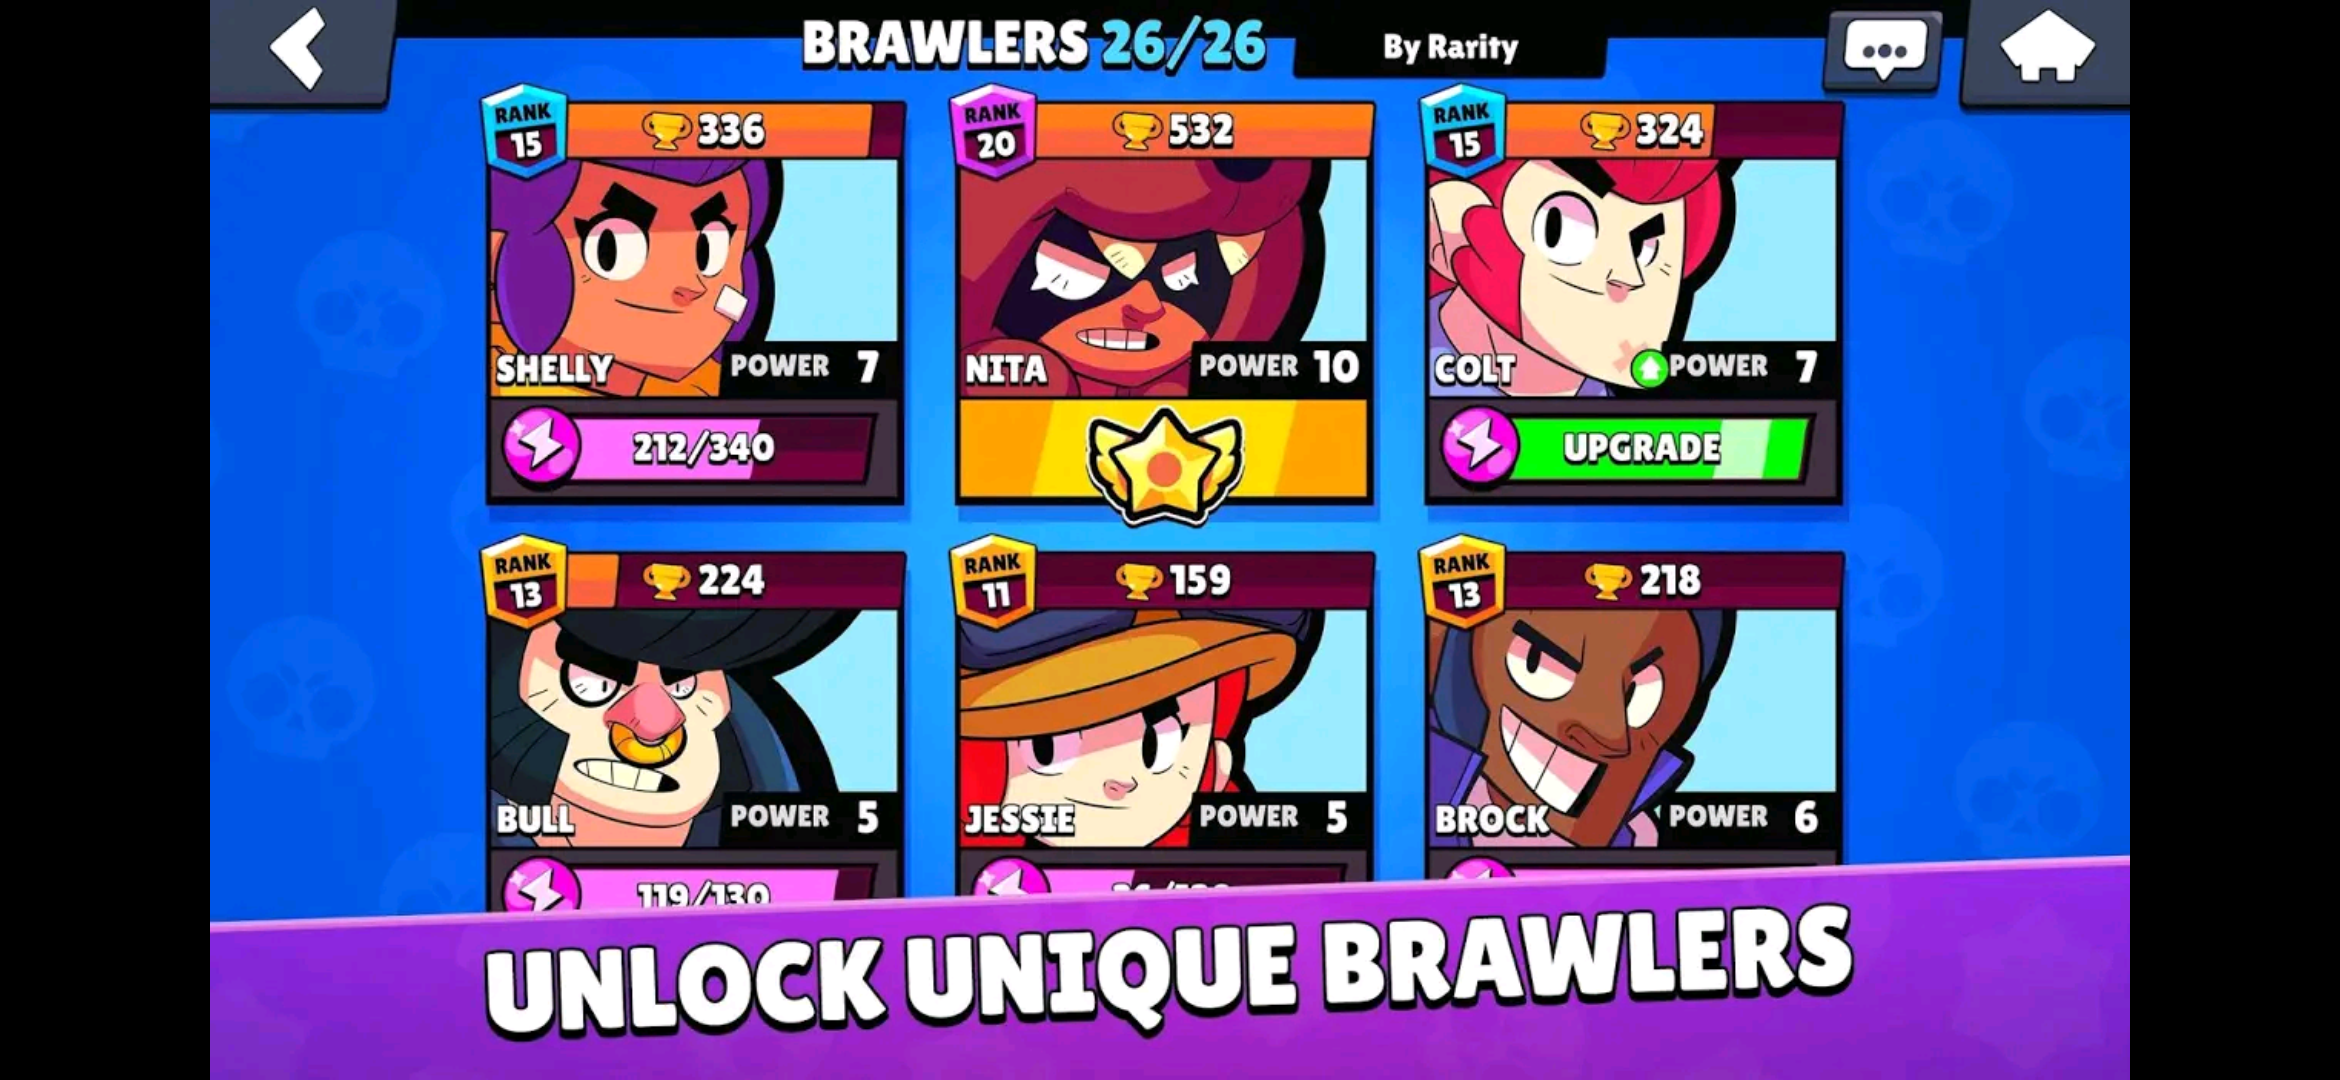 BRAWLERS 26/26
By Rarity
RANK
15
336
SHELLY
POWER 7
212/340
RANK
20
532
NITA
POWER 10
RANK
15
324
COLT
POWER 7
UPGRADE
RANK
13
224
BULL
POWER 5
119/130
RANK
11
159
JESSIE
POWER 5
RANK
13
218
BROCK
POWER 6
UNLOCK UNIQUE BRAWLERS